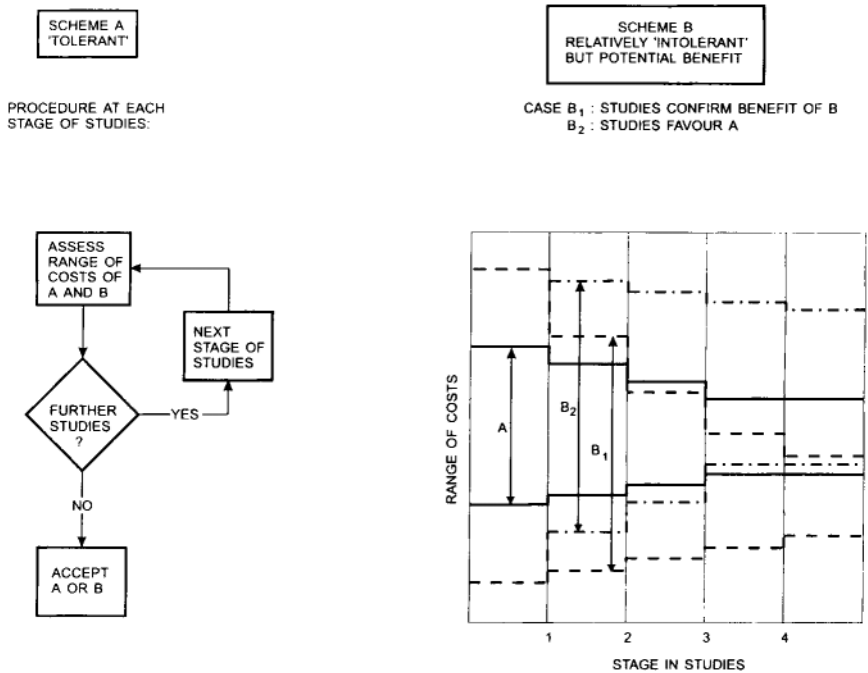 SCHEME A
'TOLERANT'
SCHEME B
RELATIVELY 'INTOLERANT'
BUT POTENTIAL BENEFIT
PROCEDURE AT EACH
STAGE OF STUDIES:
CASE B₁ : STUDIES CONFIRM BENEFIT OF B
B₂ : STUDIES FAVOUR A
ASSESS
RANGE OF
COSTS OF
A AND B
NEXT
STAGE OF
STUDIES
FURTHER
STUDIES
?
YES
NO
ACCEPT
A OR B
RANGE OF COSTS
A
B₂
B₁
1 2 3 4
STAGE IN STUDIES